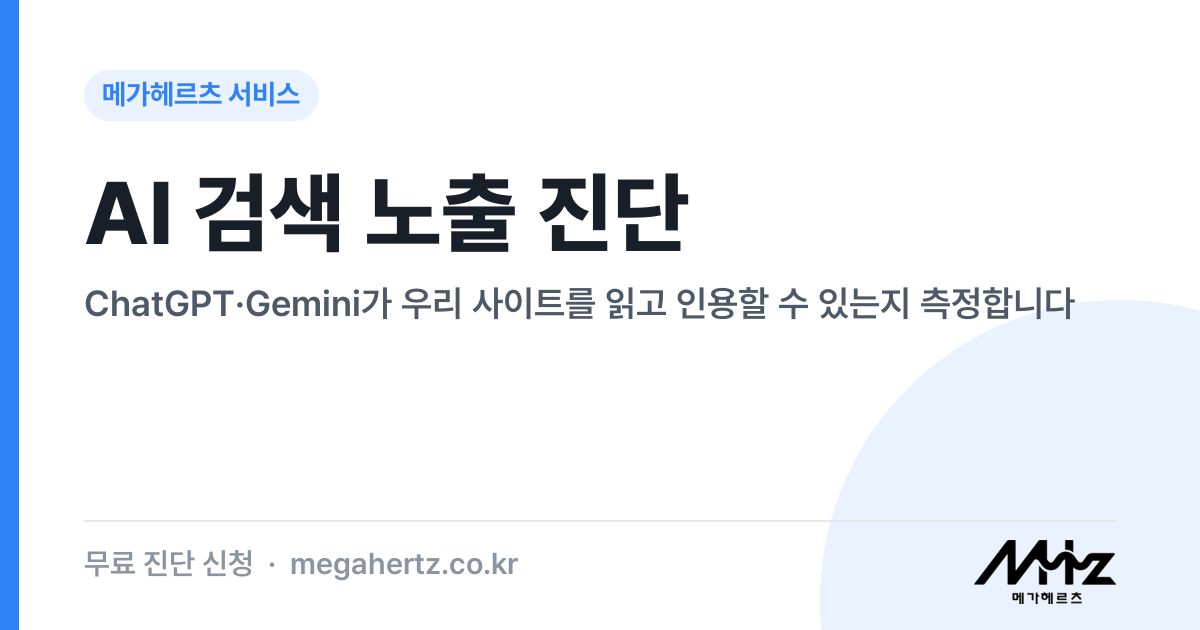 메가헤르츠 서비스
AI 검색 노출 진단
ChatGPT·Gemini가 우리 사이트를 읽고 인용할 수 있는지 측정합니다
무료 진단 신청 · megahertz.co.kr
MHz
메가헤르츠